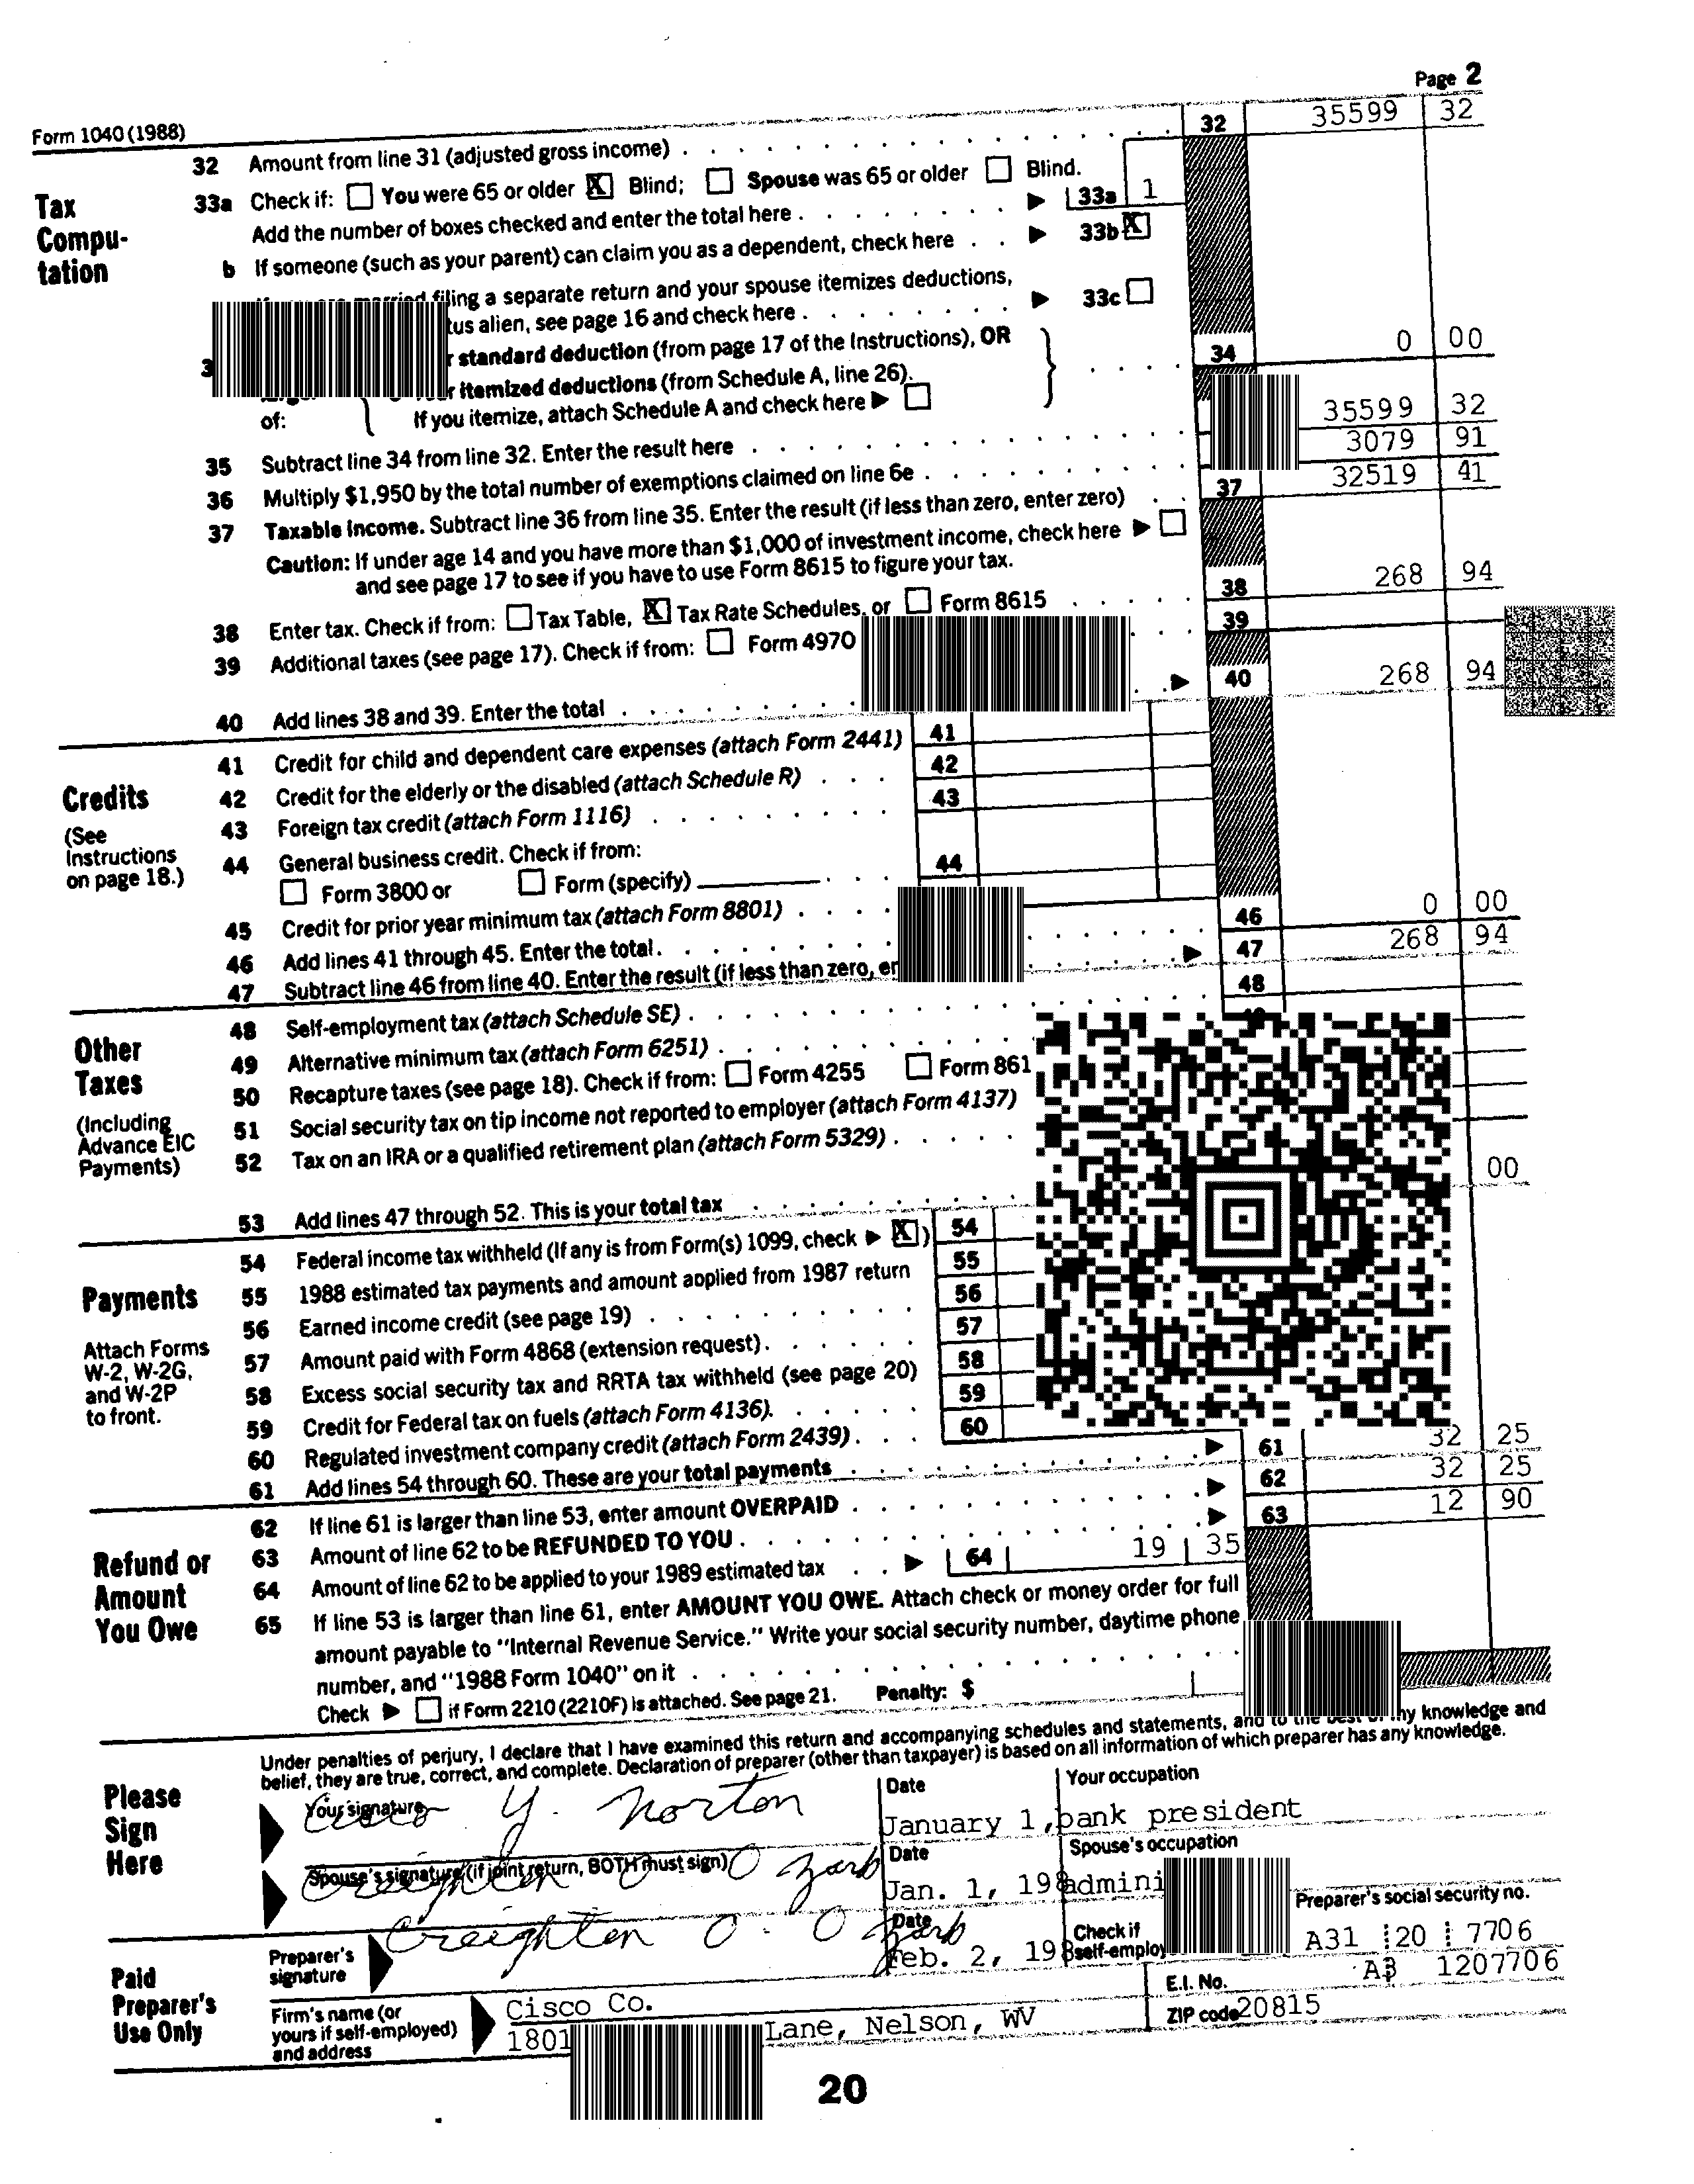 Page 2
Form 1040 (1988)
32 Amount from line 31 (adjusted gross income) 32 35599 32
Tax Compu- tation
33a Check if: You were 65 or older X Blind; Spouse was 65 or older Blind.
Add the number of boxes checked and enter the total here 33a 1
b If someone (such as your parent) can claim you as a dependent, check here 33b X
married filing a separate return and your spouse itemizes deductions,
alien, see page 16 and check here 33c
standard deduction (from page 17 of the Instructions), OR 34 0 00
itemized deductions (from Schedule A, line 26).
of: If you itemize, attach Schedule A and check here
35 Subtract line 34 from line 32. Enter the result here 35599 32
36 Multiply $1,950 by the total number of exemptions claimed on line 6e 3079 91
37 Taxable income. Subtract line 36 from line 35. Enter the result (if less than zero, enter zero) 37 32519 41
Caution: If under age 14 and you have more than $1,000 of investment income, check here
and see page 17 to see if you have to use Form 8615 to figure your tax.
38 Enter tax. Check if from: Tax Table, X Tax Rate Schedules, or Form 8615 38 268 94
39 Additional taxes (see page 17). Check if from: Form 4970 39
40 Add lines 38 and 39. Enter the total 40 268 94
Credits
(See Instructions on page 18.)
41 Credit for child and dependent care expenses (attach Form 2441) 41
42 Credit for the elderly or the disabled (attach Schedule R) 42
43 Foreign tax credit (attach Form 1116) 43
44 General business credit. Check if from:
Form 3800 or Form (specify) 44
45 Credit for prior year minimum tax (attach Form 8801)
46 Add lines 41 through 45. Enter the total 46 0 00
47 Subtract line 46 from line 40. Enter the result (if less than zero, 47 268 94
Other Taxes
(Including Advance EIC Payments)
48 Self-employment tax (attach Schedule SE) 48
49 Alternative minimum tax (attach Form 6251)
50 Recapture taxes (see page 18). Check if from: Form 4255 Form 861
51 Social security tax on tip income not reported to employer (attach Form 4137)
52 Tax on an IRA or a qualified retirement plan (attach Form 5329)
53 Add lines 47 through 52. This is your total tax 00
Payments
Attach Forms W-2, W-2G, and W-2P to front.
54 Federal income tax withheld (If any is from Form(s) 1099, check X ) 54
55 1988 estimated tax payments and amount applied from 1987 return 55
56 Earned income credit (see page 19) 56
57 Amount paid with Form 4868 (extension request) 57
58 Excess social security tax and RRTA tax withheld (see page 20) 58
59 Credit for Federal tax on fuels (attach Form 4136) 59
60 Regulated investment company credit (attach Form 2439) 60
61 Add lines 54 through 60. These are your total payments 61 32 25
Refund or Amount You Owe
62 If line 61 is larger than line 53, enter amount OVERPAID 62 32 25
63 Amount of line 62 to be REFUNDED TO YOU 63 12 90
64 Amount of line 62 to be applied to your 1989 estimated tax 64 19 35
65 If line 53 is larger than line 61, enter AMOUNT YOU OWE. Attach check or money order for full
amount payable to "Internal Revenue Service." Write your social security number, daytime phone
number, and "1988 Form 1040" on it
Check if Form 2210 (2210F) is attached. See page 21. Penalty: $
Under penalties of perjury, I declare that I have examined this return and accompanying schedules and statements, and to the best of my knowledge and
belief, they are true, correct, and complete. Declaration of preparer (other than taxpayer) is based on all information of which preparer has any knowledge.
Please Sign Here
Your signature Cisco Y. Norton Date January 1, Your occupation bank president
Spouse's signature (if joint return, BOTH must sign) Creighton O Ozarb Date Jan. 1, 198 Spouse's occupation admini
Paid Preparer's Use Only
Preparer's signature Creighton O. Ozarb Date Feb. 2, 198 Check if self-employ Preparer's social security no. A31 20 7706
Firm's name (or yours if self-employed) and address Cisco Co. E.I. No. A3 1207706
1801 Lane, Nelson, WV ZIP code 20815
20